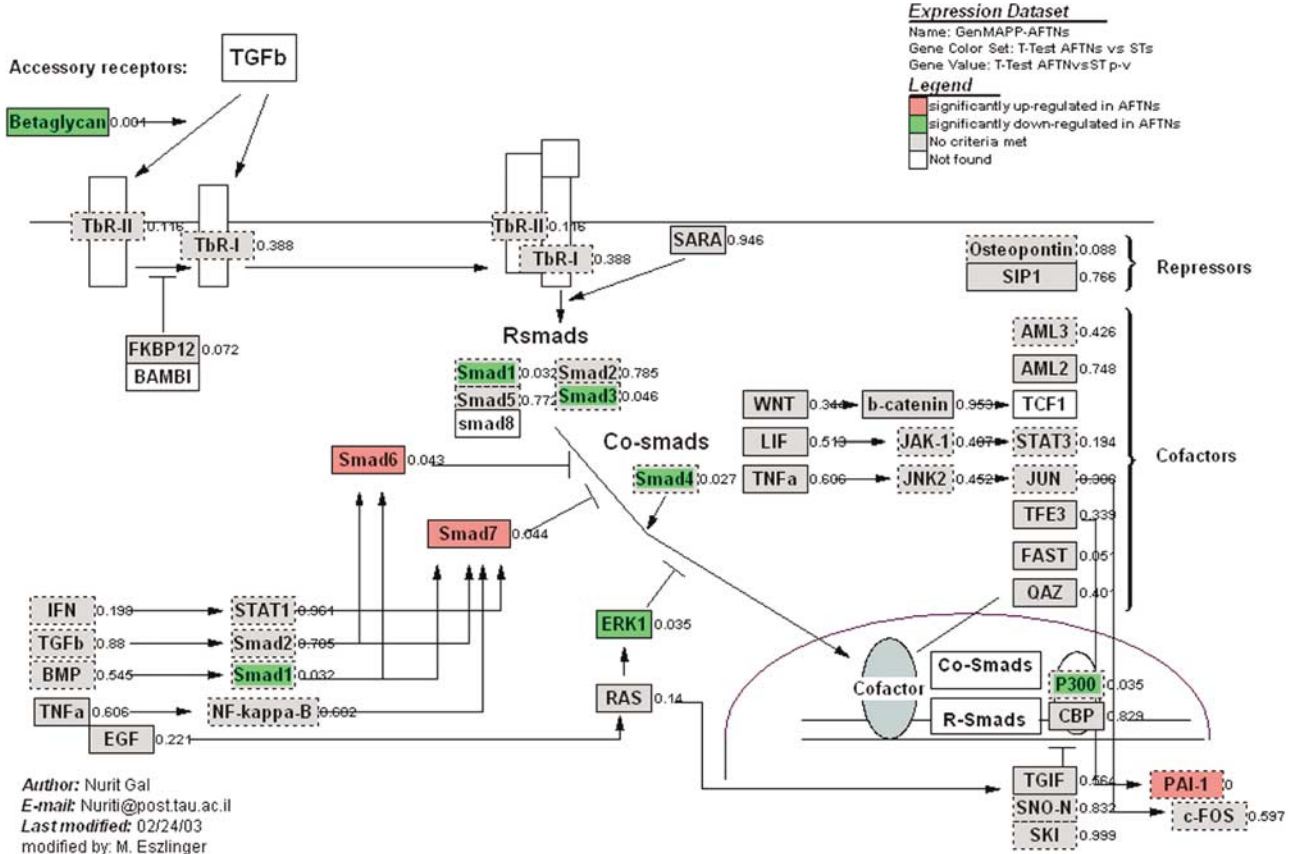 Expression Dataset
Name: GenMAPP-AFTNs
Gene Color Set: T-Test AFTNs vs STs
Gene Value: T-Test AFTNvsST p-v
Legend
significantly up-regulated in AFTNs
significantly down-regulated in AFTNs
No criteria met
Not found
TGFb
Accessory receptors:
Betaglycan 0.001
TbR-II 0.116
TbR-I 0.388
TbR-II 0.116
TbR-I 0.388
SARA 0.946
Osteopontin 0.088
SIP1 0.766
Repressors
FKBP12 0.072
BAMBI
Rsmads
Smad1 0.032 Smad2 0.785
Smad5 0.772 Smad3 0.046
smad8
AML3 0.426
AML2 0.748
WNT 0.344 b-catenin 0.953 TCF1
Co-smads
LIF 0.513 JAK-1 0.407 STAT3 0.194
Cofactors
Smad6 0.043
Smad4 0.027
TNFa 0.606 JNK2 0.452 JUN
TFE3 0.339
Smad7 0.044
FAST 0.051
QAZ 0.401
IFN 0.199 STAT1 0.961
ERK1 0.035
TGFb 0.88 Smad2 0.785
BMP 0.545 Smad1 0.032
Co-Smads
P300 0.035
Cofactor
RAS 0.14
TNFa 0.606 NF-kappa-B 0.602
R-Smads
CBP 0.829
EGF 0.221
TGIF 0.564
PAI-1 0
SNO-N 0.832
c-FOS 0.597
SKI 0.999
Author: Nurit Gal
E-mail: Nuriti@post.tau.ac.il
Last modified: 02/24/03
modified by: M. Eszlinger